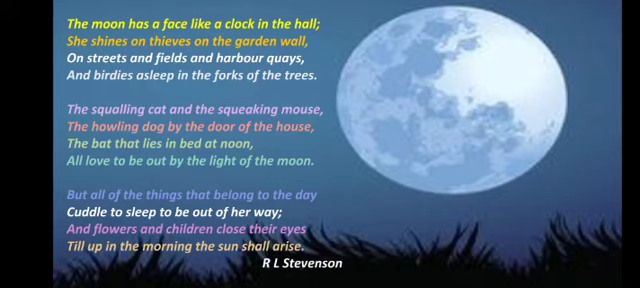 The moon has a face like a clock in the hall;
She shines on thieves on the garden wall,
On streets and fields and harbour quays,
And birdies asleep in the forks of the trees.
The squalling cat and the squeaking mouse,
The howling dog by the door of the house,
The bat that lies in bed at noon,
All love to be out by the light of the moon.
But all of the things that belong to the day
Cuddle to sleep to be out of her way;
And flowers and children close their eyes
Till up in the morning the sun shall arise.
R L Stevenson